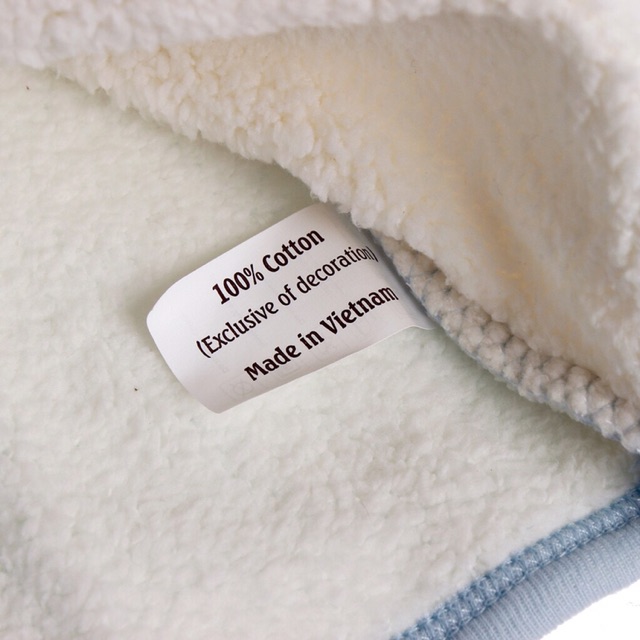 100% Cotton
(Exclusive of decoration)
Made in Vietnam